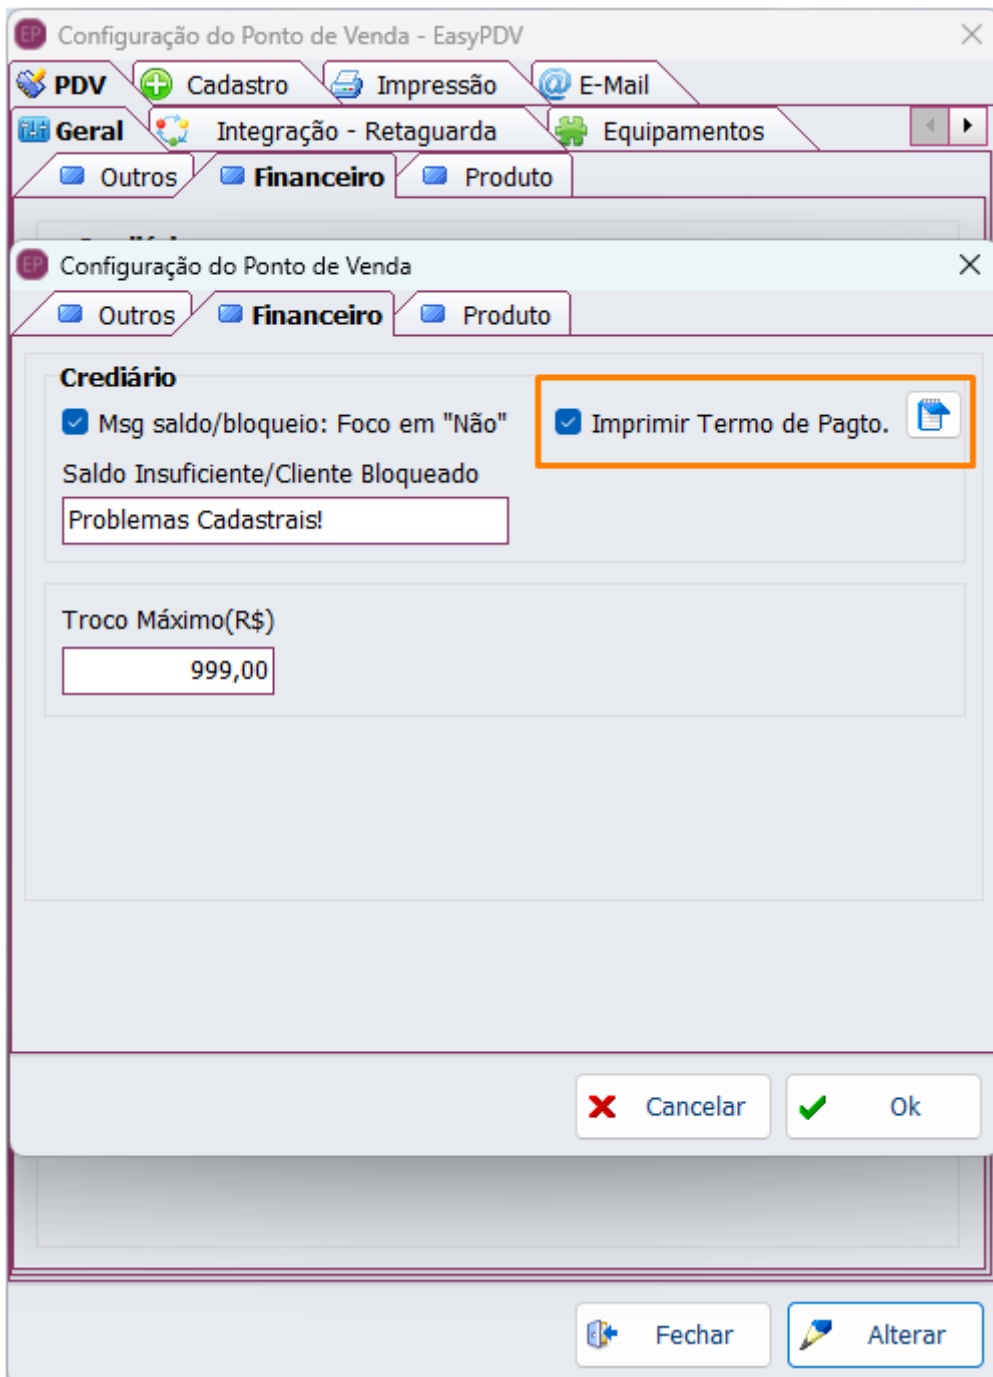 EP Configuração do Ponto de Venda - EasyPDV
PDV Cadastro Impressão E-Mail
Geral Integração - Retaguarda Equipamentos
Outros Financeiro Produto
EP Configuração do Ponto de Venda
Outros Financeiro Produto
Crediário
Msg saldo/bloqueio: Foco em "Não" Imprimir Termo de Pagto.
Saldo Insuficiente/Cliente Bloqueado
Problemas Cadastrais!
Troco Máximo(R$)
999,00
Cancelar Ok
Fechar Alterar